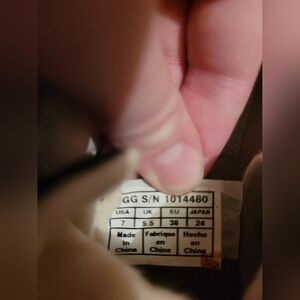 GG S/N 1014480
USA UK EU JAPAN
7 5.5 38 24
Made Fabrique Hecho
in en en
China Chine China